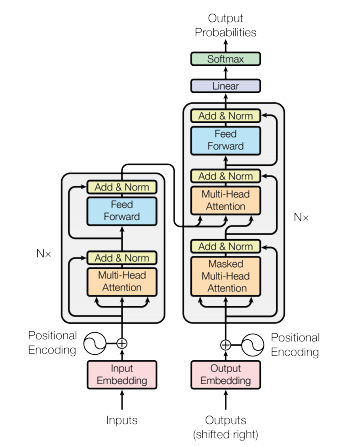 Output
Probabilities
Softmax
Linear
Add & Norm
Feed
Forward
Add & Norm
Multi-Head
Attention
Add & Norm
Masked
Multi-Head
Attention
N×
Add & Norm
Feed
Forward
Add & Norm
Multi-Head
Attention
N×
Positional
Encoding
Positional
Encoding
Input
Embedding
Output
Embedding
Inputs
Outputs
(shifted right)